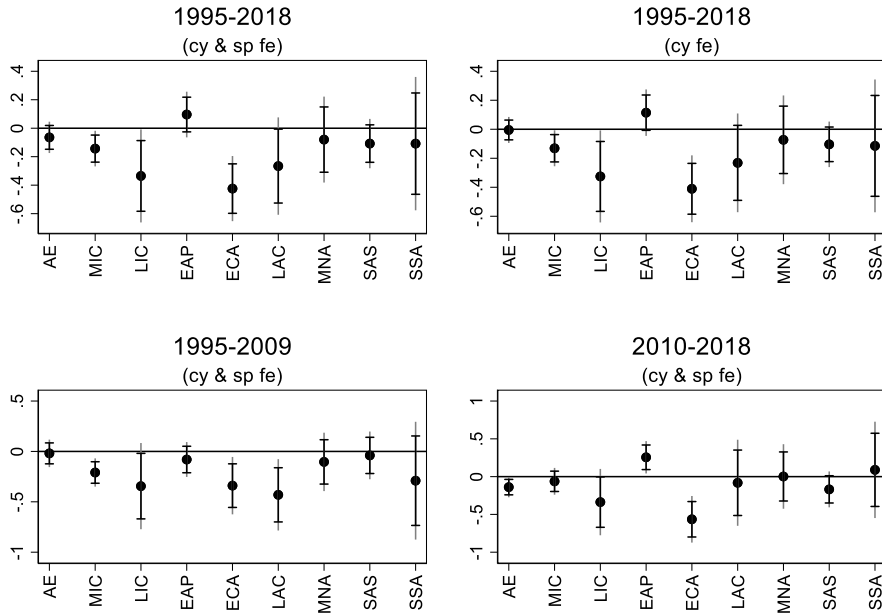 1995-2018
(cy & sp fe)
.4
.2
0
-.2
-.4
-.6
AE
MIC
LIC
EAP
ECA
LAC
MNA
SAS
SSA
1995-2018
(cy fe)
.4
.2
0
-.2
-.4
-.6
AE
MIC
LIC
EAP
ECA
LAC
MNA
SAS
SSA
1995-2009
(cy & sp fe)
.5
0
-.5
-1
AE
MIC
LIC
EAP
ECA
LAC
MNA
SAS
SSA
2010-2018
(cy & sp fe)
1
.5
0
-.5
-1
AE
MIC
LIC
EAP
ECA
LAC
MNA
SAS
SSA